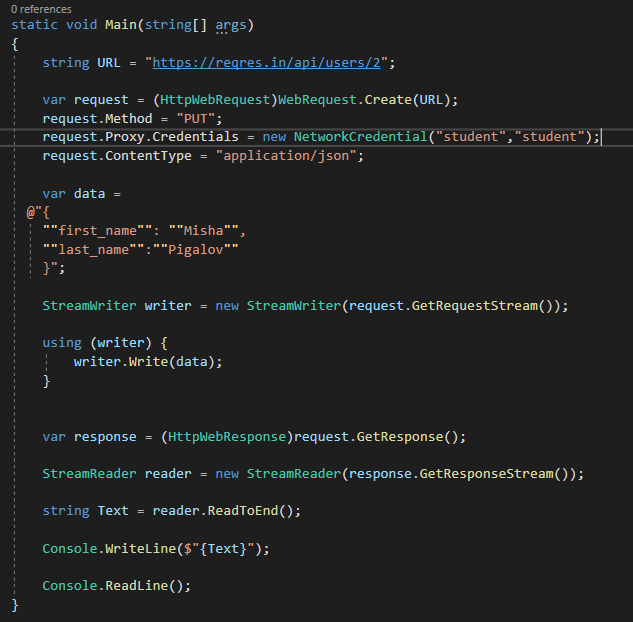 0 references
static void Main(string[] args)
{
string URL = "https://reqres.in/api/users/2";
var request = (HttpWebRequest)WebRequest.Create(URL);
request.Method = "PUT";
request.Proxy.Credentials = new NetworkCredential("student","student");
request.ContentType = "application/json";
var data =
@"{
""first_name"": ""Misha"",
""last_name"":""Pigalov""
}";
StreamWriter writer = new StreamWriter(request.GetRequestStream());
using (writer) {
writer.Write(data);
}
var response = (HttpWebResponse)request.GetResponse();
StreamReader reader = new StreamReader(response.GetResponseStream());
string Text = reader.ReadToEnd();
Console.WriteLine($"{Text}");
Console.ReadLine();
}